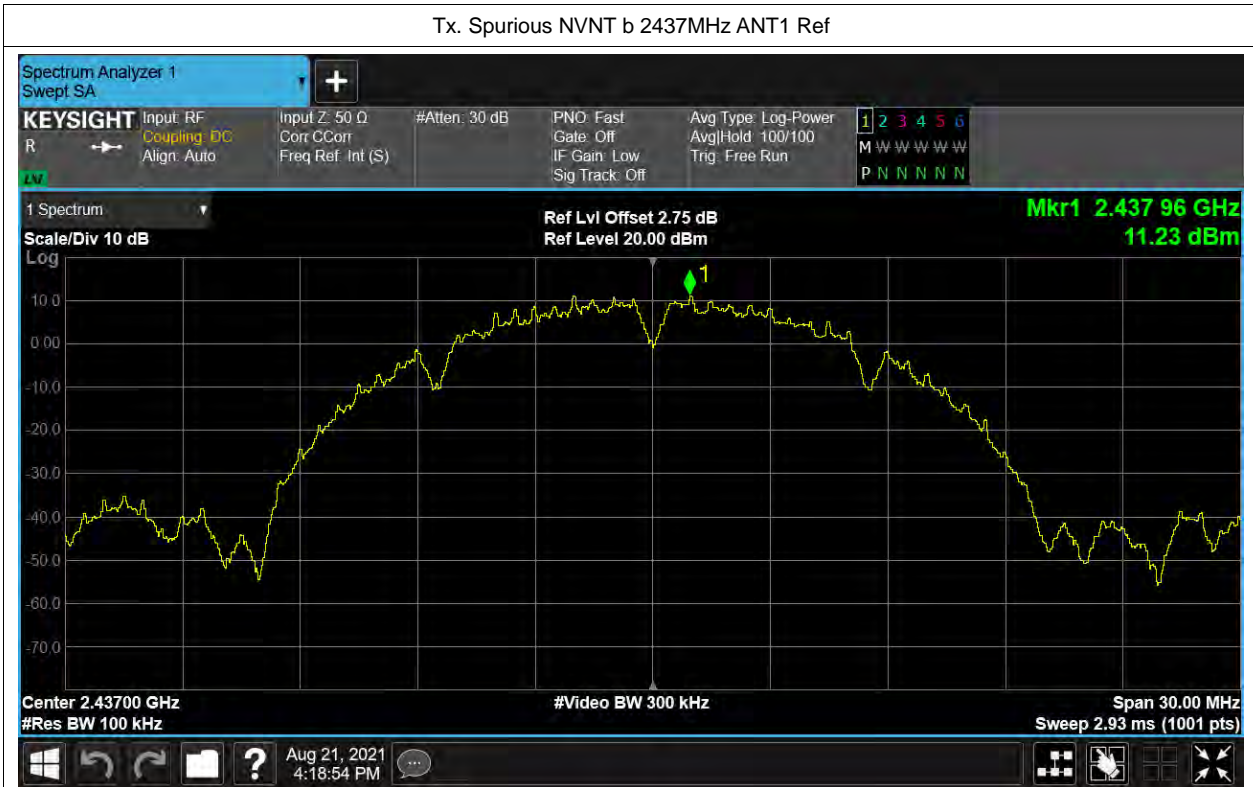 Tx. Spurious NVNT b 2437MHz ANT1 Ref
Spectrum Analyzer 1
Swept SA
+
KEYSIGHT
R
LXI
Input: RF
Coupling: DC
Align: Auto
Input Z: 50 Ω
Corr CCorr
Freq Ref: Int (S)
#Atten: 30 dB
PNO: Fast
Gate: Off
IF Gain: Low
Sig Track: Off
Avg Type: Log-Power
Avg|Hold: 100/100
Trig: Free Run
1 2 3 4 5 6
M W W W W W W
P N N N N N N
1 Spectrum
Scale/Div 10 dB
Ref Lvl Offset 2.75 dB
Ref Level 20.00 dBm
Mkr1 2.437 96 GHz
11.23 dBm
Log
1
10.0
0.00
-10.0
-20.0
-30.0
-40.0
-50.0
-60.0
-70.0
Center 2.43700 GHz
#Res BW 100 kHz
#Video BW 300 kHz
Span 30.00 MHz
Sweep 2.93 ms (1001 pts)
?
Aug 21, 2021
4:18:54 PM